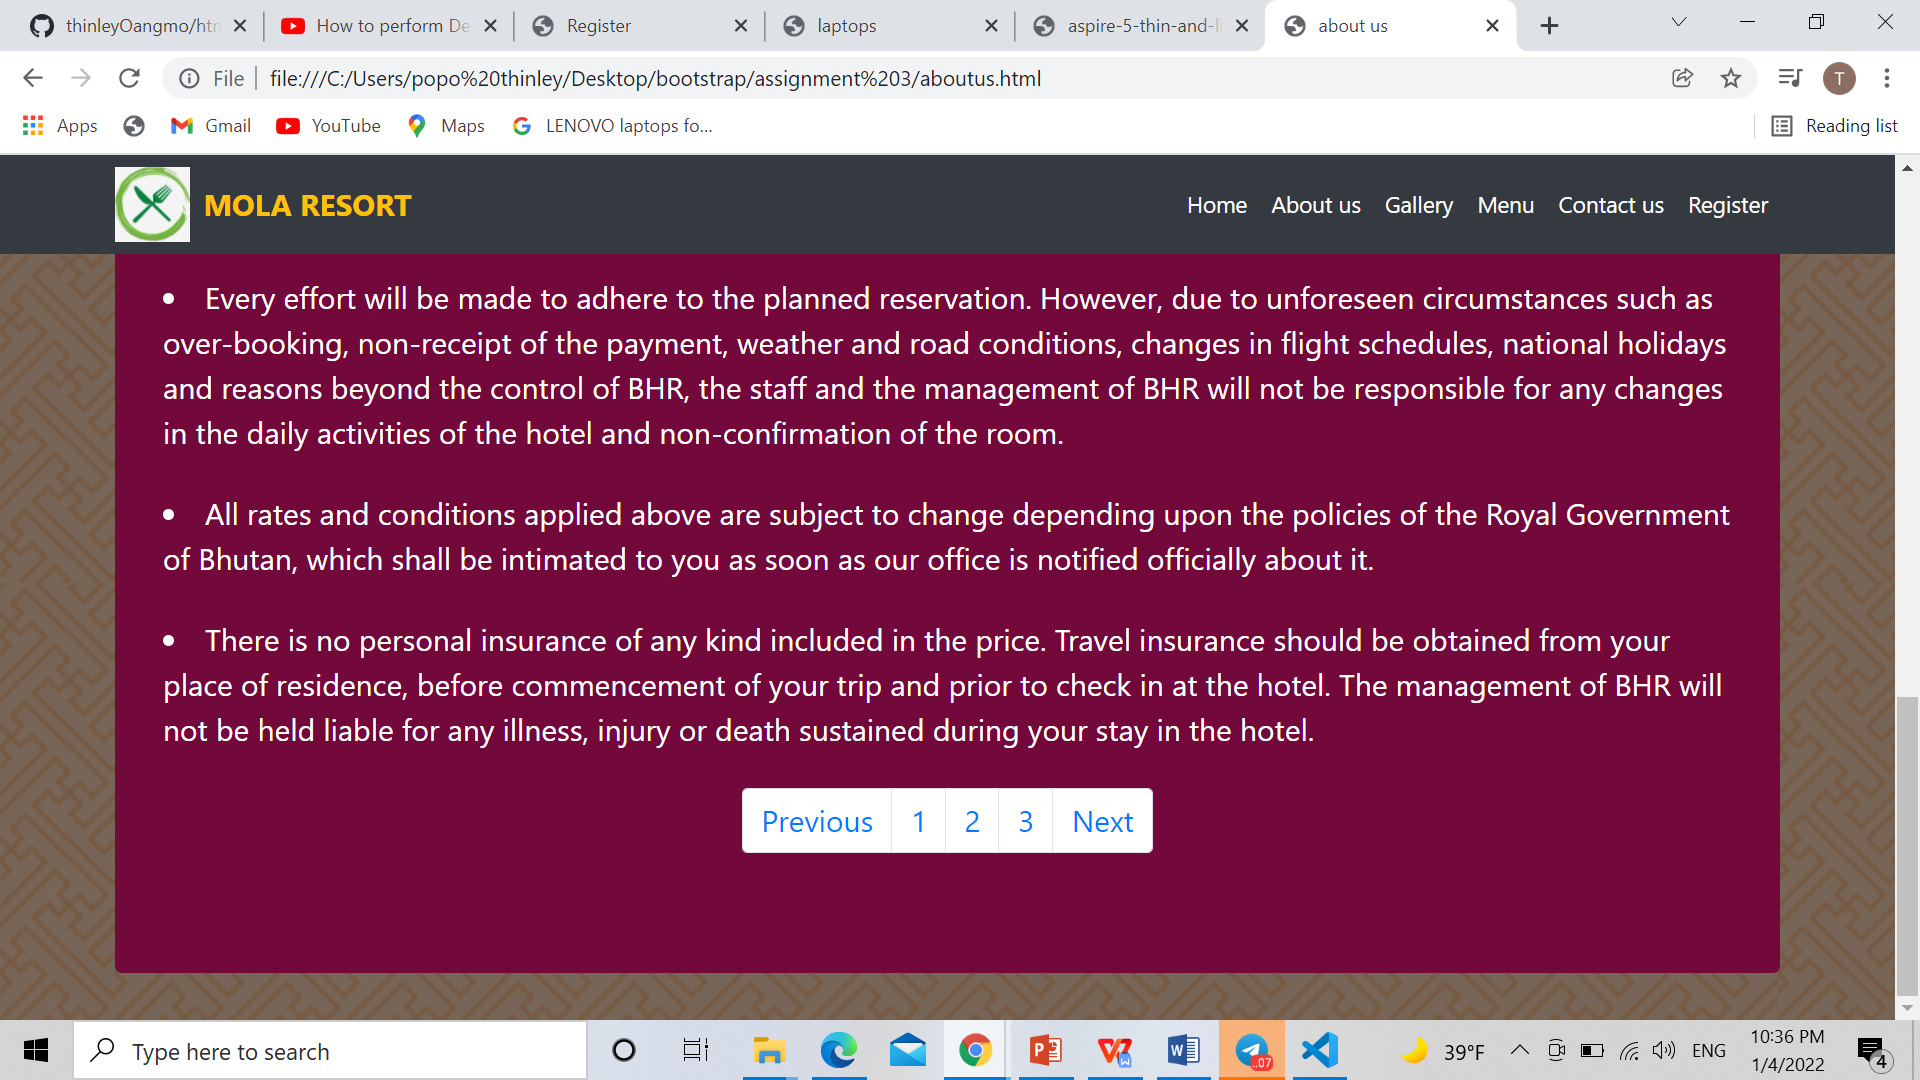 thinleyOangmo/htm
How to perform De
Register
laptops
aspire-5-thin-and-li
about us
File
file:///C:/Users/popo%20thinley/Desktop/bootstrap/assignment%203/aboutus.html
T
Apps
Gmail
YouTube
Maps
LENOVO laptops fo...
Reading list
MOLA RESORT
Home
About us
Gallery
Menu
Contact us
Register
• Every effort will be made to adhere to the planned reservation. However, due to unforeseen circumstances such as
over-booking, non-receipt of the payment, weather and road conditions, changes in flight schedules, national holidays
and reasons beyond the control of BHR, the staff and the management of BHR will not be responsible for any changes
in the daily activities of the hotel and non-confirmation of the room.
• All rates and conditions applied above are subject to change depending upon the policies of the Royal Government
of Bhutan, which shall be intimated to you as soon as our office is notified officially about it.
• There is no personal insurance of any kind included in the price. Travel insurance should be obtained from your
place of residence, before commencement of your trip and prior to check in at the hotel. The management of BHR will
not be held liable for any illness, injury or death sustained during your stay in the hotel.
Previous 1 2 3 Next
Type here to search
..07
39°F
ENG
10:36 PM
1/4/2022
4